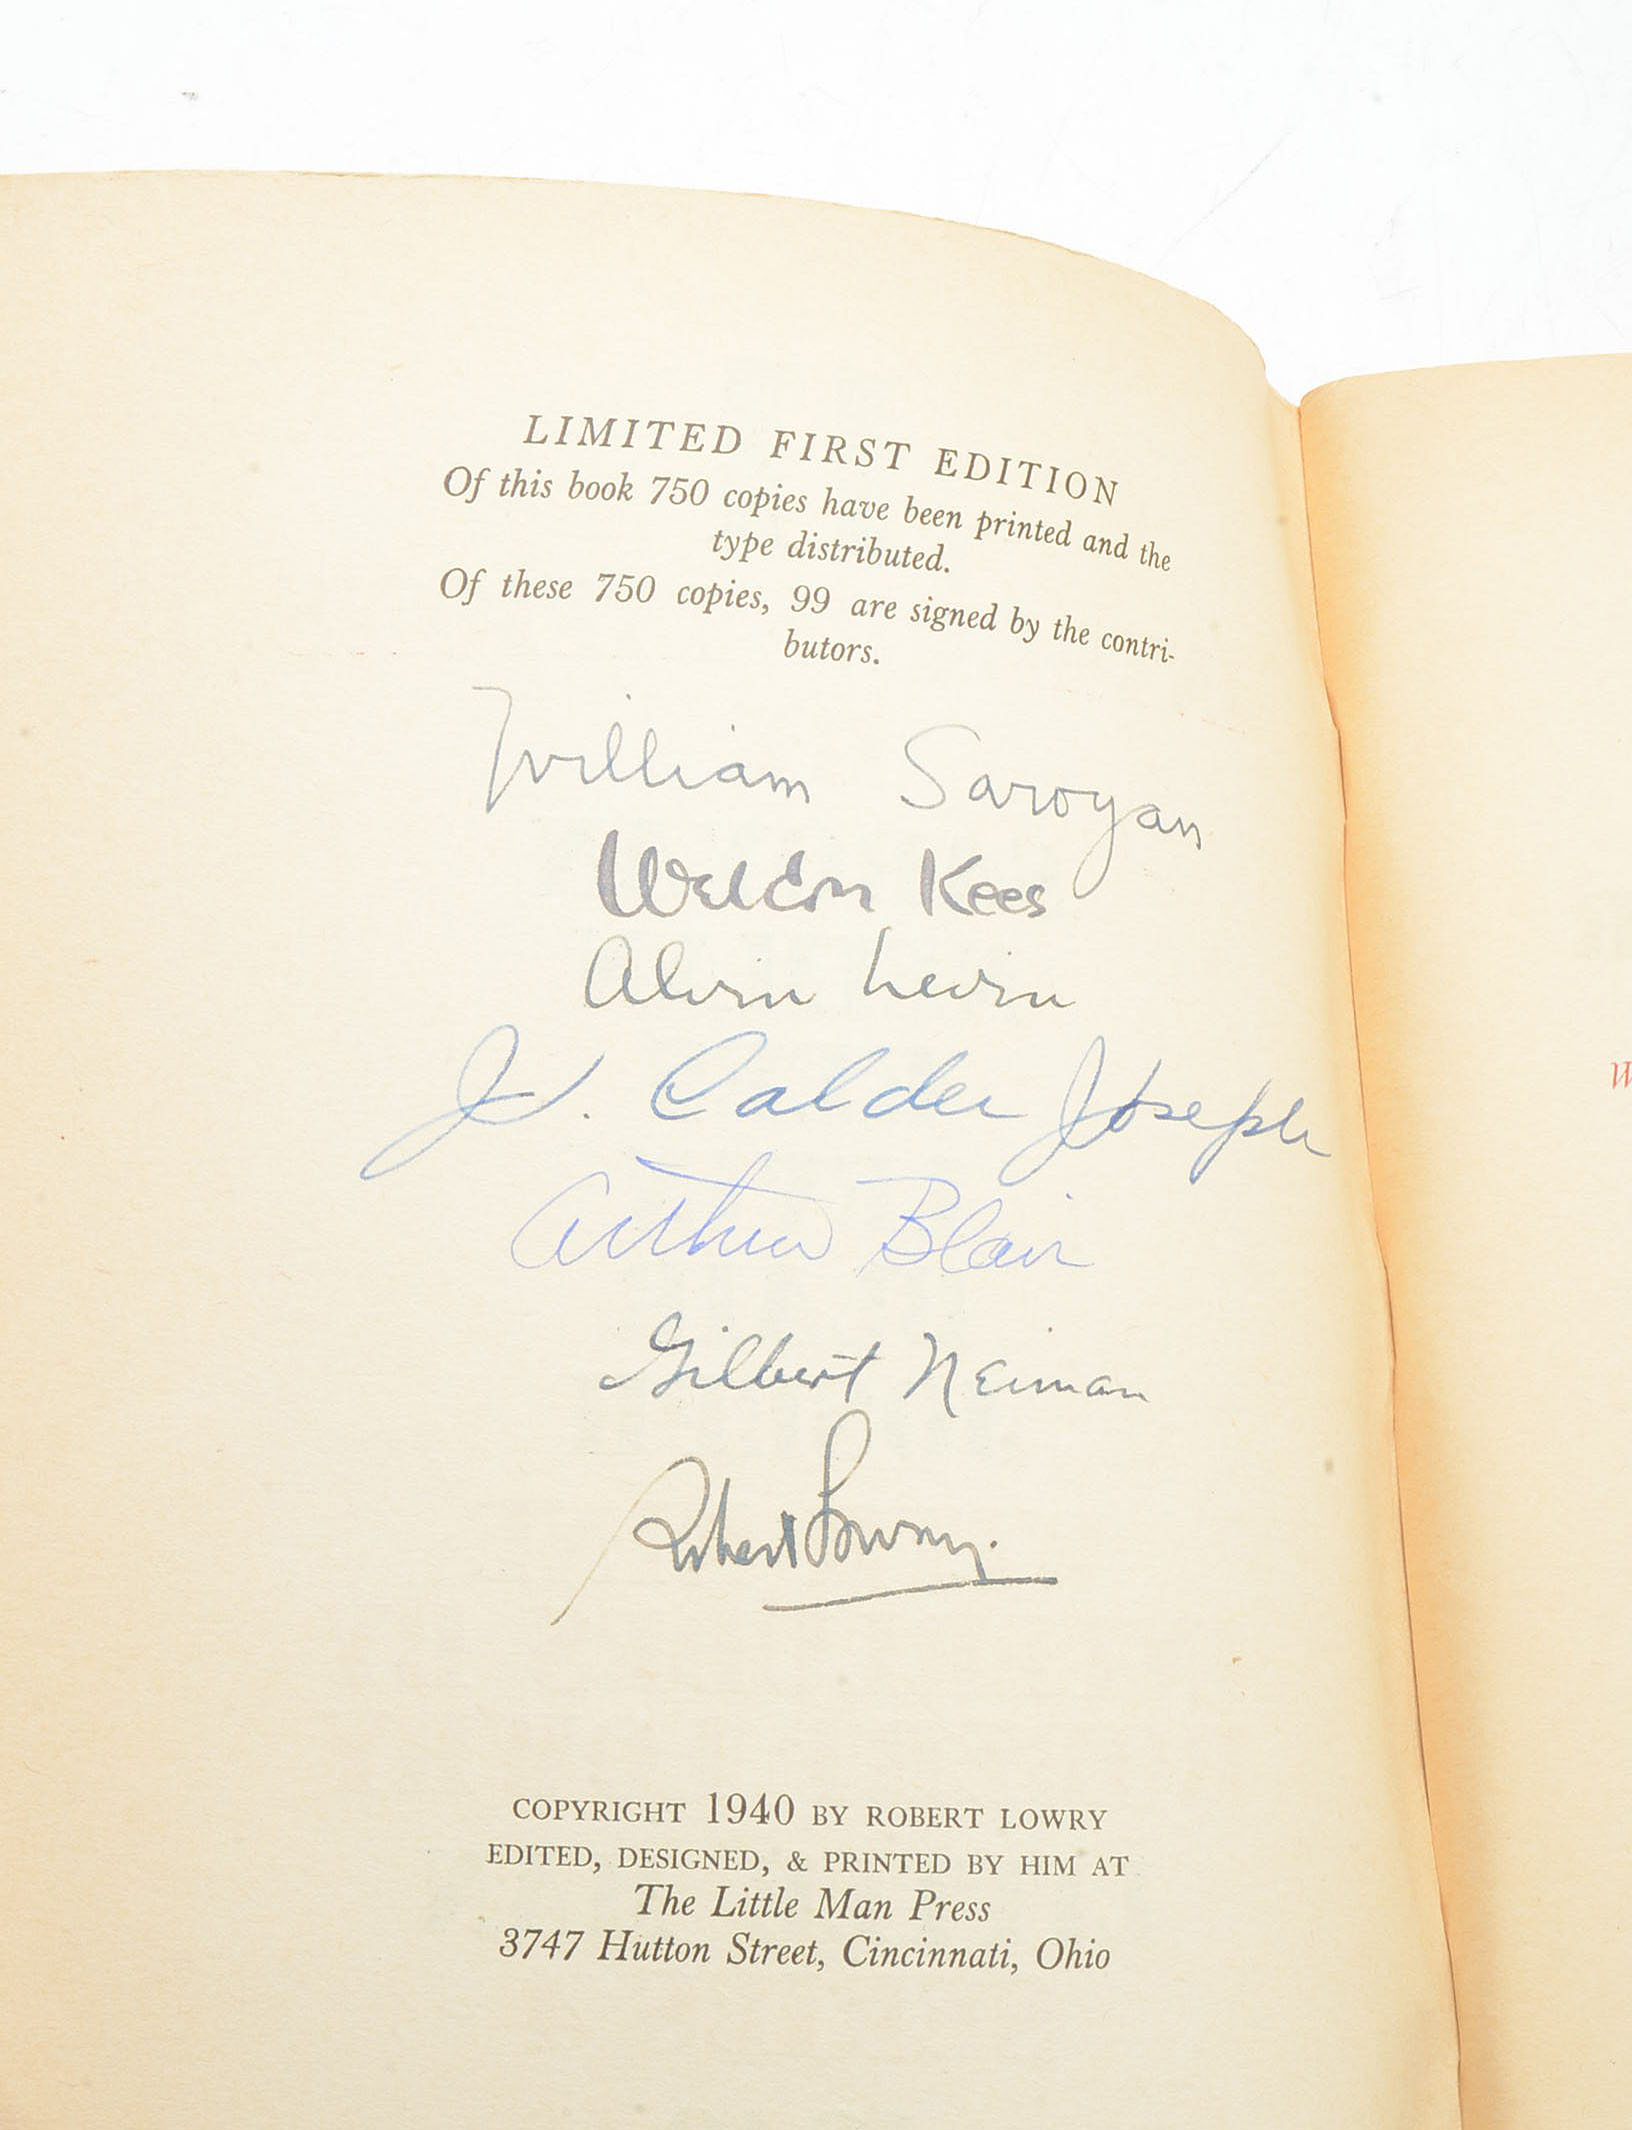 LIMITED FIRST EDITION
Of this book 750 copies have been printed and the
type distributed.
Of these 750 copies, 99 are signed by the contri-
butors.
William Saroyan
Weldon Kees
Alvin Levin
J. Calder Joseph
Arthur Blair
Gilbert Neiman
Robert Lowry.
COPYRIGHT 1940 BY ROBERT LOWRY
EDITED, DESIGNED, & PRINTED BY HIM AT
The Little Man Press
3747 Hutton Street, Cincinnati, Ohio